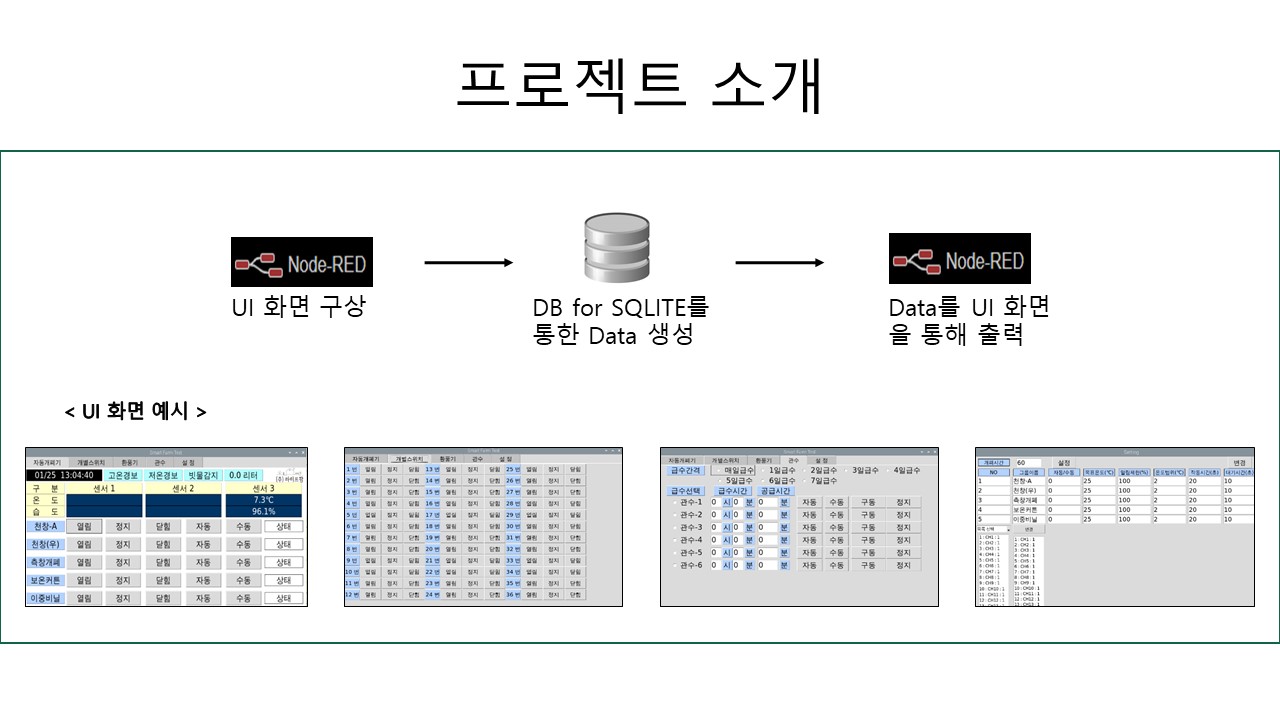 프로젝트 소개
Node-RED
Node-RED
UI 화면 구상
DB for SQLITE를
통한 Data 생성
Data를 UI 화면
을 통해 출력
< UI 화면 예시 >
자동개폐기 개별스위치 환풍기 관수 설 정
01/25 13:04:40 고온경보 저온경보 빗물감지 0.0 리터
구 분 센서 1 센서 2 센서 3
온 도 7.3℃
습 도 96.1%
천창-A 열림 정지 닫힘 자동 수동 상태
천창(우) 열림 정지 닫힘 자동 수동 상태
측창개폐 열림 정지 닫힘 자동 수동 상태
보온커튼 열림 정지 닫힘 자동 수동 상태
이중비닐 열림 정지 닫힘 자동 수동 상태
자동개폐기 개별스위치 환풍기 관수 설 정
1 번 열림 정지 닫힘 13 번 열림 정지 닫힘 25 번 열림 정지 닫힘
2 번 열림 정지 닫힘 14 번 열림 정지 닫힘 26 번 열림 정지 닫힘
3 번 열림 정지 닫힘 15 번 열림 정지 닫힘 27 번 열림 정지 닫힘
4 번 열림 정지 닫힘 16 번 열림 정지 닫힘 28 번 열림 정지 닫힘
5 번 열림 정지 닫힘 17 번 열림 정지 닫힘 29 번 열림 정지 닫힘
6 번 열림 정지 닫힘 18 번 열림 정지 닫힘 30 번 열림 정지 닫힘
7 번 열림 정지 닫힘 19 번 열림 정지 닫힘 31 번 열림 정지 닫힘
8 번 열림 정지 닫힘 20 번 열림 정지 닫힘 32 번 열림 정지 닫힘
9 번 열림 정지 닫힘 21 번 열림 정지 닫힘 33 번 열림 정지 닫힘
10 번 열림 정지 닫힘 22 번 열림 정지 닫힘 34 번 열림 정지 닫힘
11 번 열림 정지 닫힘 23 번 열림 정지 닫힘 35 번 열림 정지 닫힘
12 번 열림 정지 닫힘 24 번 열림 정지 닫힘 36 번 열림 정지 닫힘
자동개폐기 개별스위치 환풍기 관수 설 정
급수간격 매일급수 1일급수 2일급수 3일급수 4일급수
5일급수 6일급수 7일급수
급수선택 급수시간 공급시간
관수-1 0 시 0 분 0 분 자동 수동 구동 정지
관수-2 0 시 0 분 0 분 자동 수동 구동 정지
관수-3 0 시 0 분 0 분 자동 수동 구동 정지
관수-4 0 시 0 분 0 분 자동 수동 구동 정지
관수-5 0 시 0 분 0 분 자동 수동 구동 정지
관수-6 0 시 0 분 0 분 자동 수동 구동 정지
개폐시간 60 설정 변경
NO 그룹이름 자동/수동 목표온도(℃) 열림제한(%) 온도범위(℃) 작동시간(초) 대기시간(초)
1 천창-A 0 25 100 2 20 10
2 천창(우) 0 25 100 2 20 10
3 측창개폐 0 25 100 2 20 10
4 보온커튼 0 25 100 2 20 10
5 이중비닐 0 25 100 2 20 10